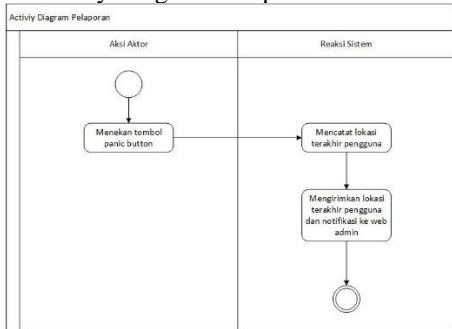 Activiy Diagram Pelaporan
Aksi Aktor
Reaksi Sistem
Menekan tombol
panic button
Mencatat lokasi
terakhir pengguna
Mengirimkan lokasi
terakhir pengguna
dan notifikasi ke web
admin